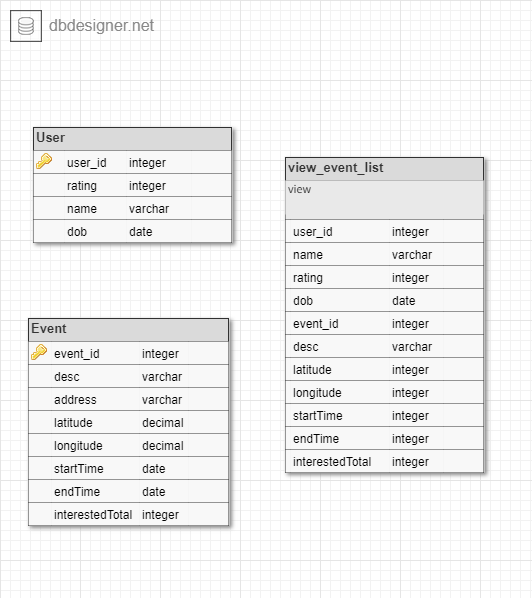 dbdesigner.net
User
user_id integer
rating integer
name varchar
dob date
Event
event_id integer
desc varchar
address varchar
latitude decimal
longitude decimal
startTime date
endTime date
interestedTotal integer
view_event_list
view
user_id integer
name varchar
rating integer
dob date
event_id integer
desc varchar
latitude integer
longitude integer
startTime integer
endTime integer
interestedTotal integer